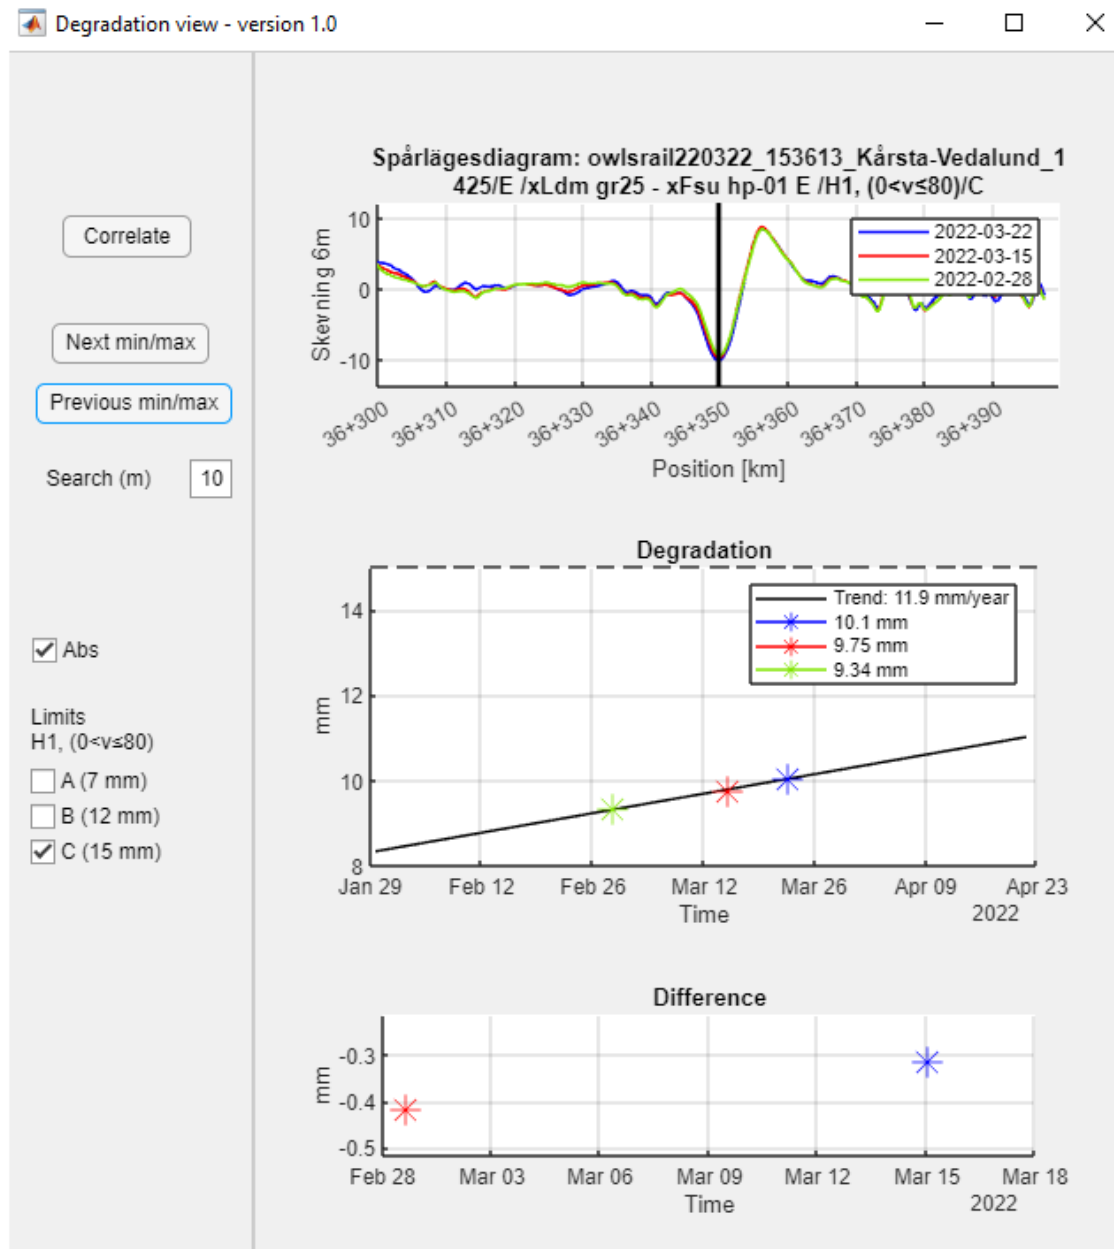 Degradation view - version 1.0
Correlate
Next min/max
Previous min/max
Search (m) 10
Abs
Limits
H1, (0<v≤80)
A (7 mm)
B (12 mm)
C (15 mm)
Spårlägesdiagram: owlsrail220322_153613_Kårsta-Vedalund_1
425/E /xLdm gr25 - xFsu hp-01 E /H1, (0<v≤80)/C
Skevning 6m
10
0
-10
2022-03-22
2022-03-15
2022-02-28
36+300 36+310 36+320 36+330 36+340 36+350 36+360 36+370 36+380 36+390
Position [km]
Degradation
mm
14
12
10
8
Trend: 11.9 mm/year
10.1 mm
9.75 mm
9.34 mm
Jan 29 Feb 12 Feb 26 Mar 12 Mar 26 Apr 09 Apr 23
Time 2022
Difference
mm
-0.3
-0.4
-0.5
Feb 28 Mar 03 Mar 06 Mar 09 Mar 12 Mar 15 Mar 18
Time 2022